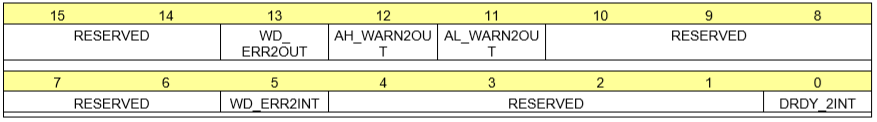 15 14 13 12 11 10 9 8
RESERVED WD_ AH_WARN2OU AL_WARN2OU RESERVED
ERR2OUT T T
7 6 5 4 3 2 1 0
RESERVED WD_ERR2INT RESERVED DRDY_2INT